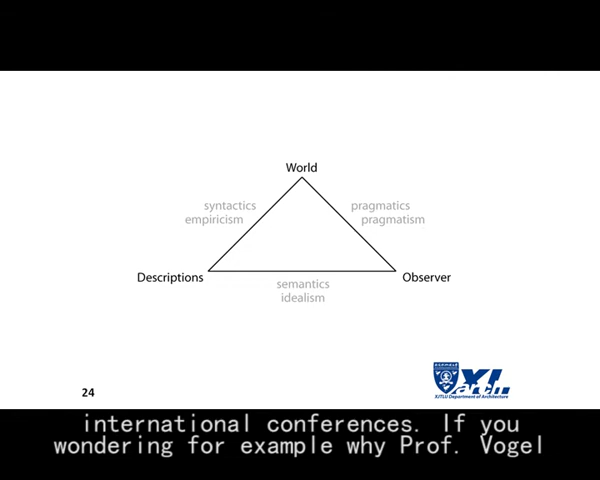 World
syntactics
empiricism
pragmatics
pragmatism
Descriptions
Observer
semantics
idealism
24
XJTLU Department of Architecture
international conferences. If you
wondering for example why Prof. Vogel